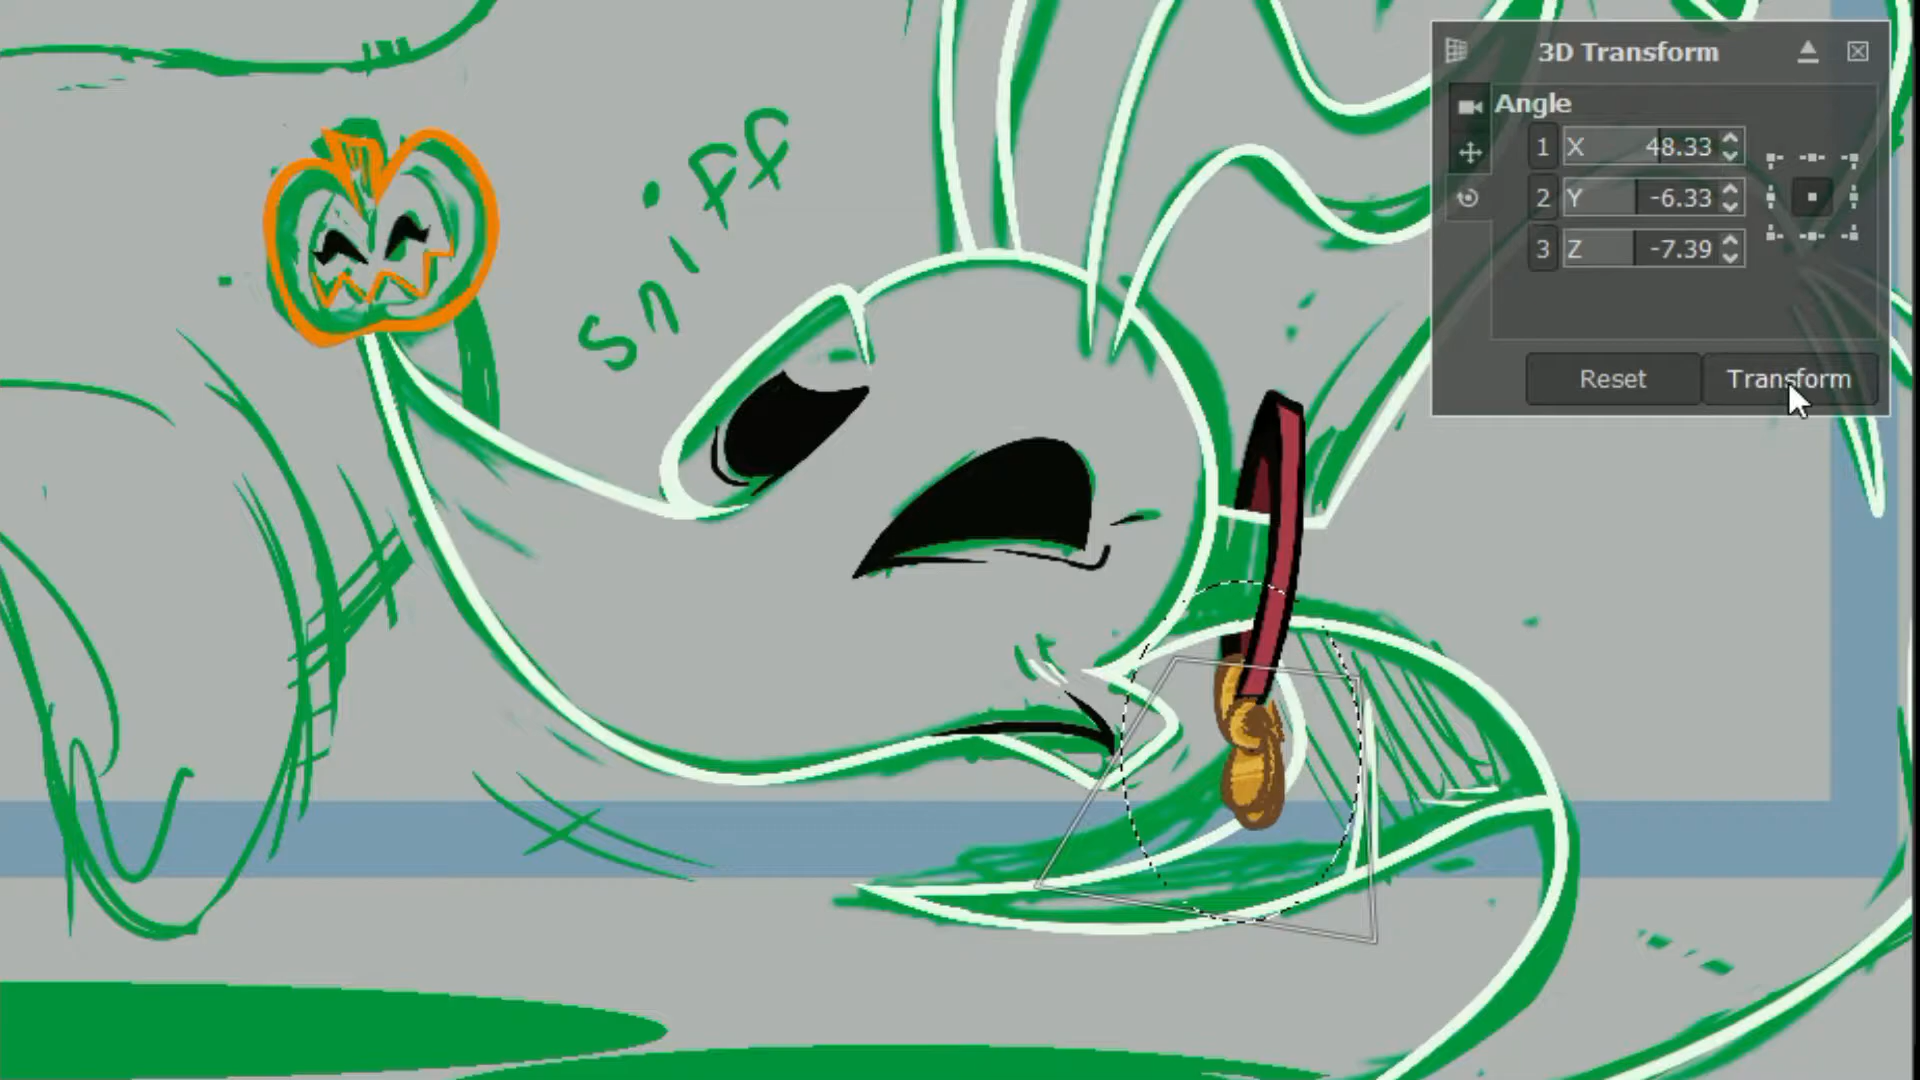 sniff
3D Transform
Angle
1 X 48.33
2 Y -6.33
3 Z -7.39
Reset Transform